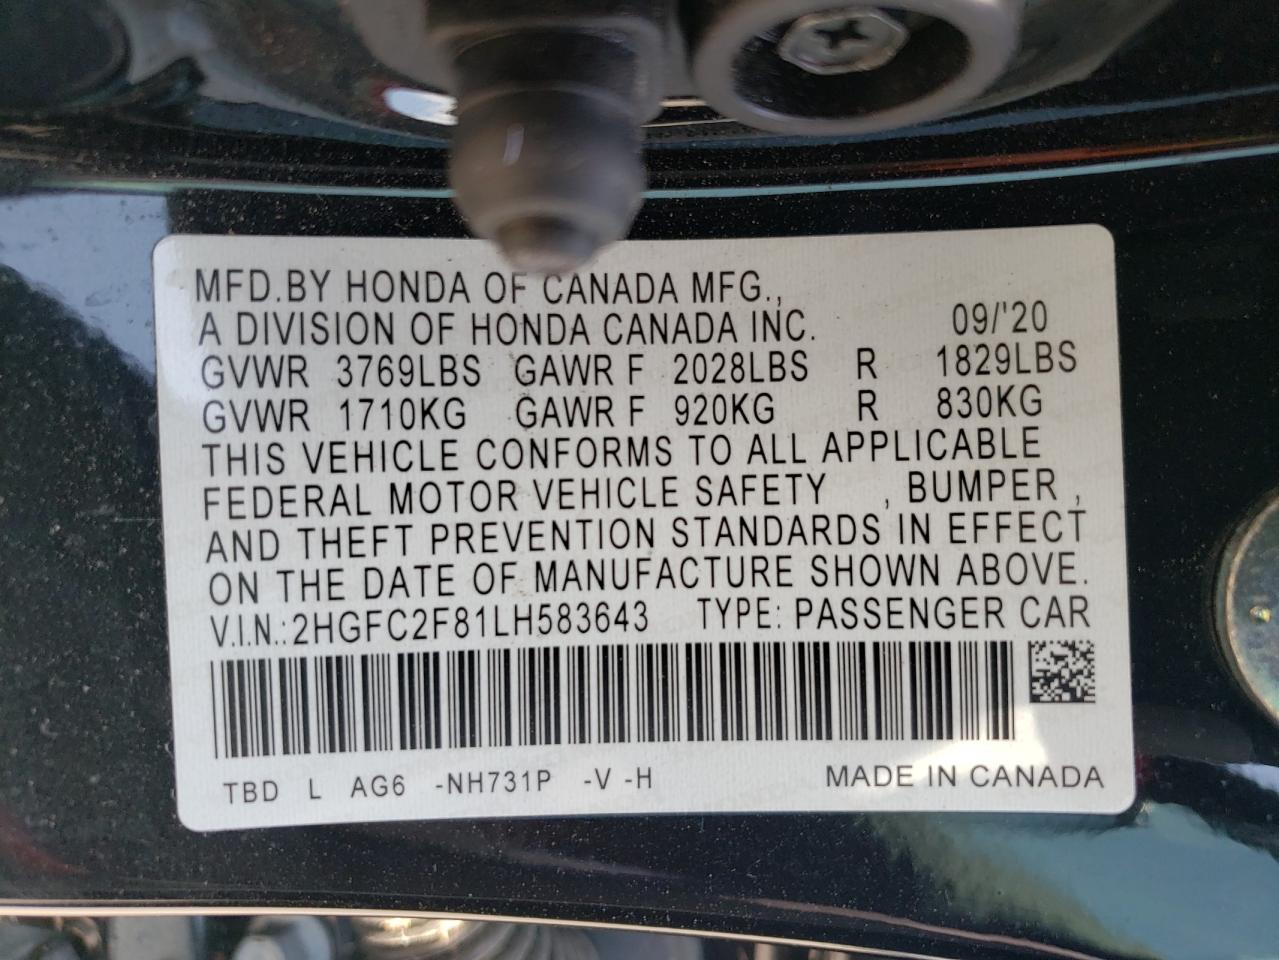 MFD.BY HONDA OF CANADA MFG.,
A DIVISION OF HONDA CANADA INC. 09/'20
GVWR 3769LBS GAWR F 2028LBS R 1829LBS
GVWR 1710KG GAWR F 920KG R 830KG
THIS VEHICLE CONFORMS TO ALL APPLICABLE
FEDERAL MOTOR VEHICLE SAFETY , BUMPER ,
AND THEFT PREVENTION STANDARDS IN EFFECT
ON THE DATE OF MANUFACTURE SHOWN ABOVE.
V.I.N.:2HGFC2F81LH583643 TYPE: PASSENGER CAR
TBD L AG6 -NH731P -V -H MADE IN CANADA